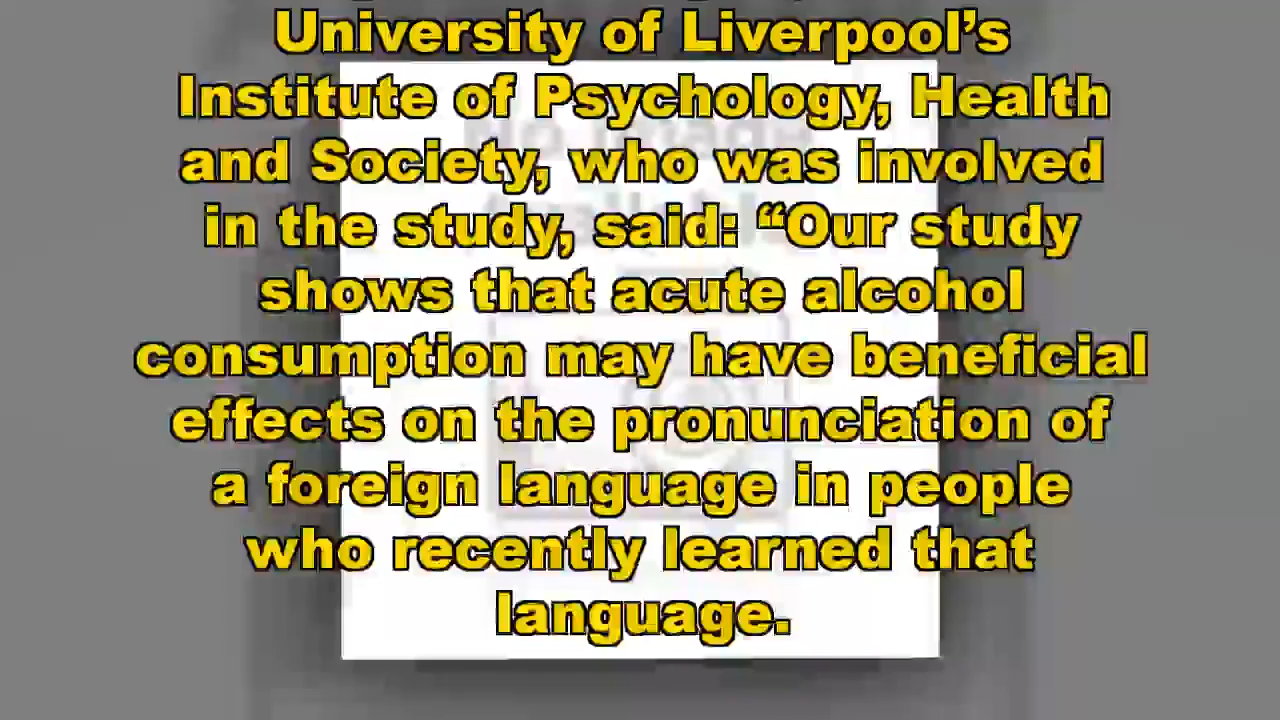 University of Liverpool’s
Institute of Psychology, Health
and Society, who was involved
in the study, said: “Our study
shows that acute alcohol
consumption may have beneficial
effects on the pronunciation of
a foreign language in people
who recently learned that
language.